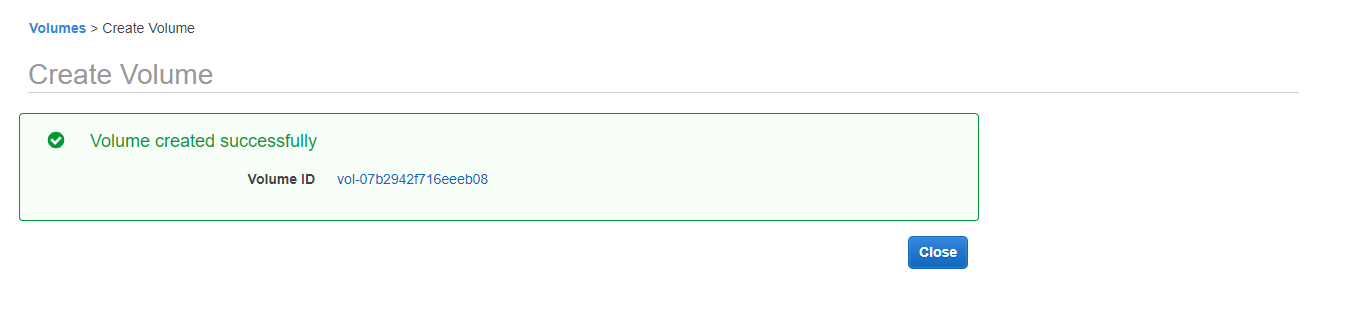 Volumes > Create Volume
Create Volume
Volume created successfully
Volume ID vol-07b2942f716eeeb08
Close